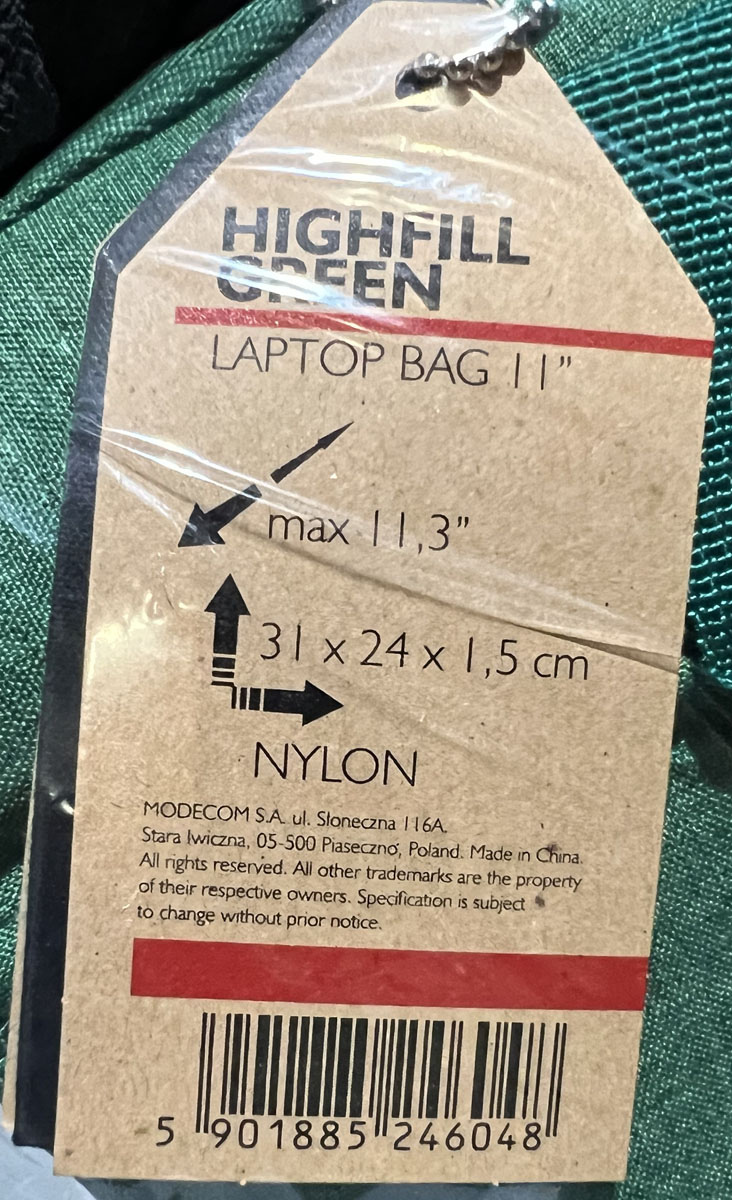 HIGHFILL
GREEN
LAPTOP BAG 11"
max 11,3"
31 x 24 x 1,5 cm
NYLON
MODECOM S.A. ul. Słoneczna 116A.
Stara Iwiczna, 05-500 Piaseczno, Poland. Made in China.
All rights reserved. All other trademarks are the property
of their respective owners. Specification is subject
to change without prior notice.
5 901885 246048